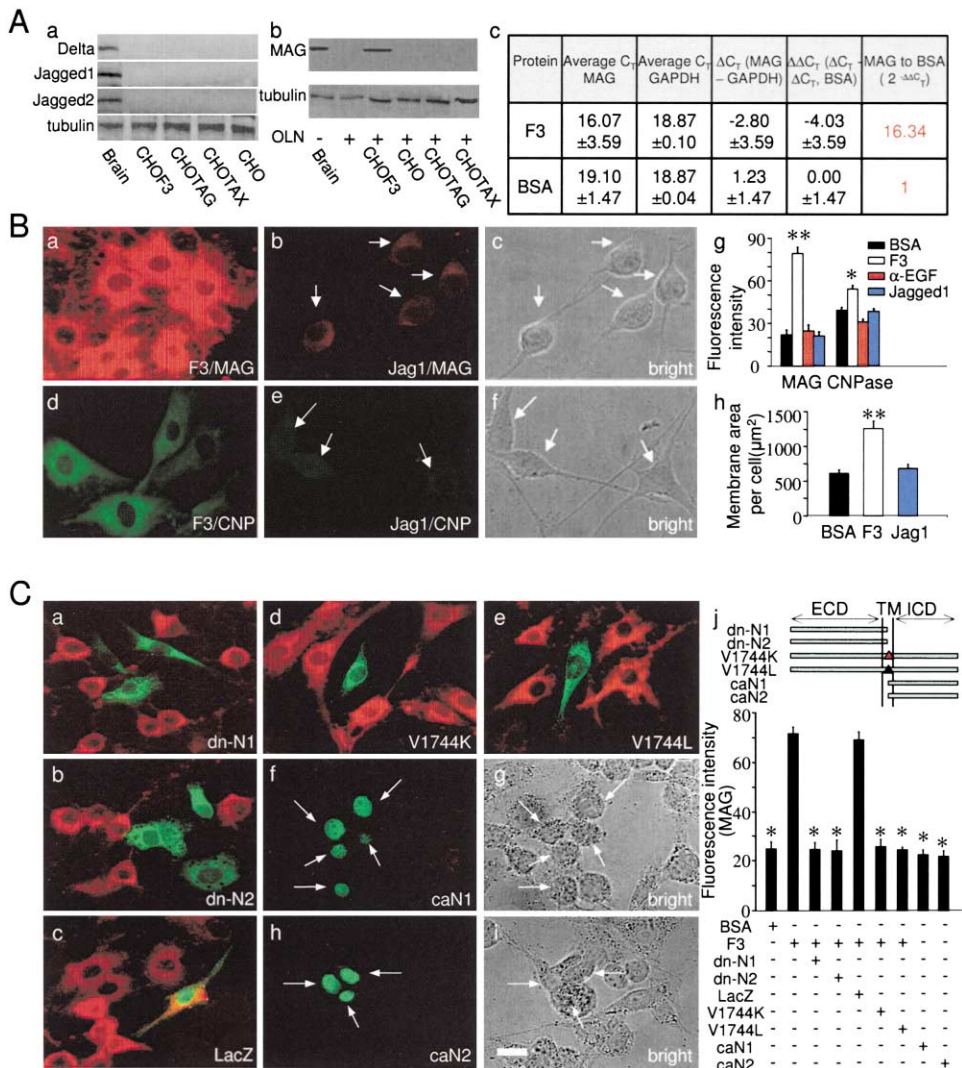 A
a
Delta
Jagged1
Jagged2
tubulin
Brain
CHOF3
CHOTAG
CHOTAX
CHO
b
MAG
tubulin
OLN - + + + + +
Brain
CHOF3
CHO
CHOTAG
CHOTAX
c
Protein
Average CT MAG
Average CT GAPDH
ΔCT (MAG – GAPDH)
ΔΔCT (ΔCT - ΔCT, BSA)
MAG to BSA (2 -ΔΔCT)
F3
16.07 ±3.59
18.87 ±0.10
-2.80 ±3.59
-4.03 ±3.59
16.34
BSA
19.10 ±1.47
18.87 ±0.04
1.23 ±1.47
0.00 ±1.47
1
B
a
F3/MAG
b
Jag1/MAG
c
bright
d
F3/CNP
e
Jag1/CNP
f
bright
g
Fluorescence intensity
90
60
30
0
**
*
BSA
F3
α-EGF
Jagged1
MAG CNPase
h
Membrane area per cell(μm²)
1500
1000
500
0
**
BSA F3 Jag1
C
a
dn-N1
d
V1744K
e
V1744L
b
dn-N2
f
caN1
g
bright
c
LacZ
h
caN2
i
bright
j
ECD TM ICD
dn-N1
dn-N2
V1744K
V1744L
caN1
caN2
Fluorescence intensity (MAG)
80
60
40
20
0
* * * * * * *
BSA + - - - - - - - -
F3 - + + + + + + - -
dn-N1 - - + - - - - - -
dn-N2 - - - + - - - - -
LacZ - - - - + - - - -
V1744K - - - - - + - - -
V1744L - - - - - - + - -
caN1 - - - - - - - + -
caN2 - - - - - - - - +